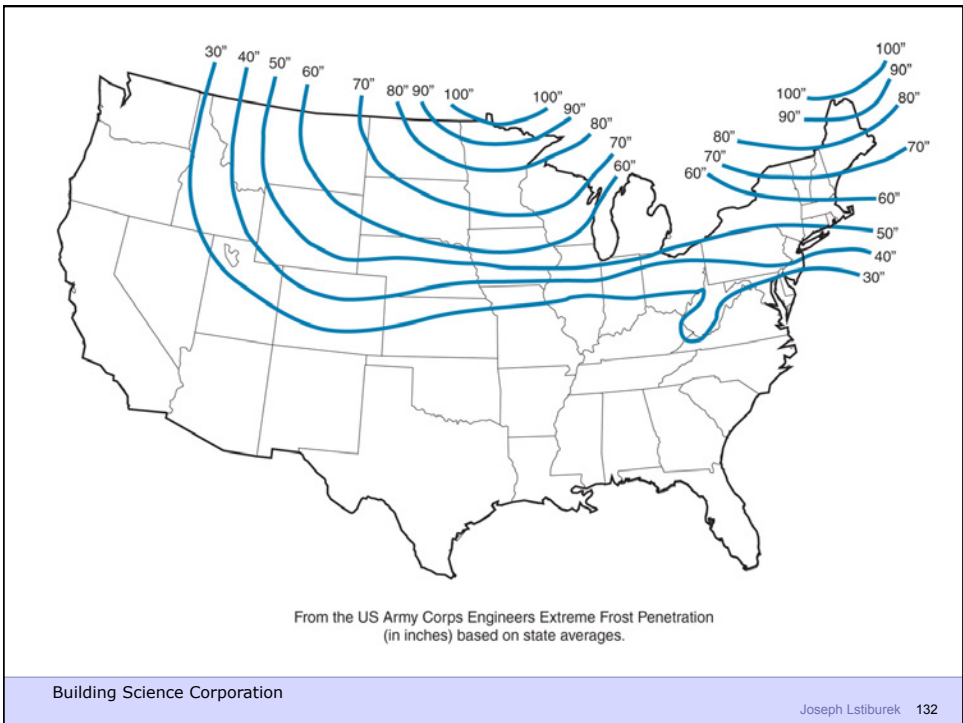 30" 40" 50" 60" 70" 80" 90" 100" 100" 90" 80" 70" 60"
100"
90"
80"
70"
60"
100"
90"
80"
70"
60"
50"
40"
30"
From the US Army Corps Engineers Extreme Frost Penetration
(in inches) based on state averages.
Building Science Corporation
Joseph Lstiburek 132